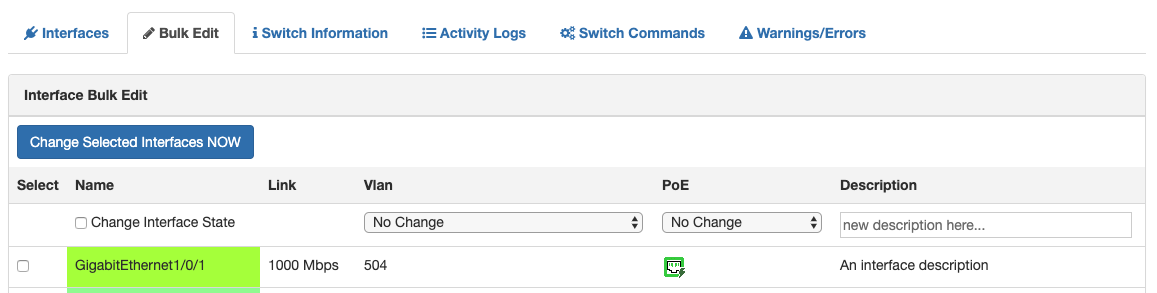 Interfaces Bulk Edit Switch Information Activity Logs Switch Commands Warnings/Errors
Interface Bulk Edit
Change Selected Interfaces NOW
Select Name Link Vlan PoE Description
Change Interface State No Change No Change new description here...
GigabitEthernet1/0/1 1000 Mbps 504 An interface description